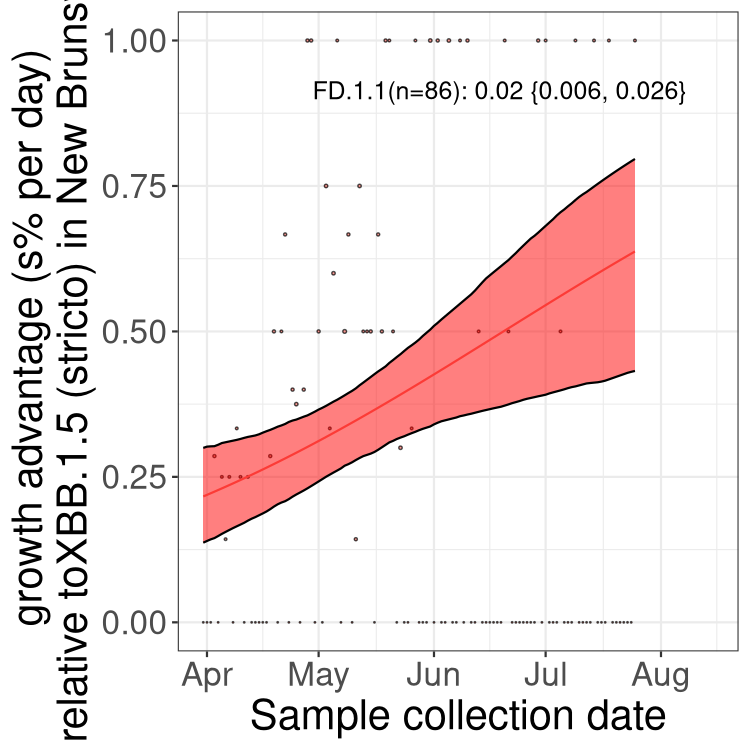 growth advantage (s% per day)
relative toXBB.1.5 (stricto) in New
1.00
0.75
0.50
0.25
0.00
FD.1.1(n=86): 0.02 {0.006, 0.026}
Apr May Jun Jul Aug
Sample collection date